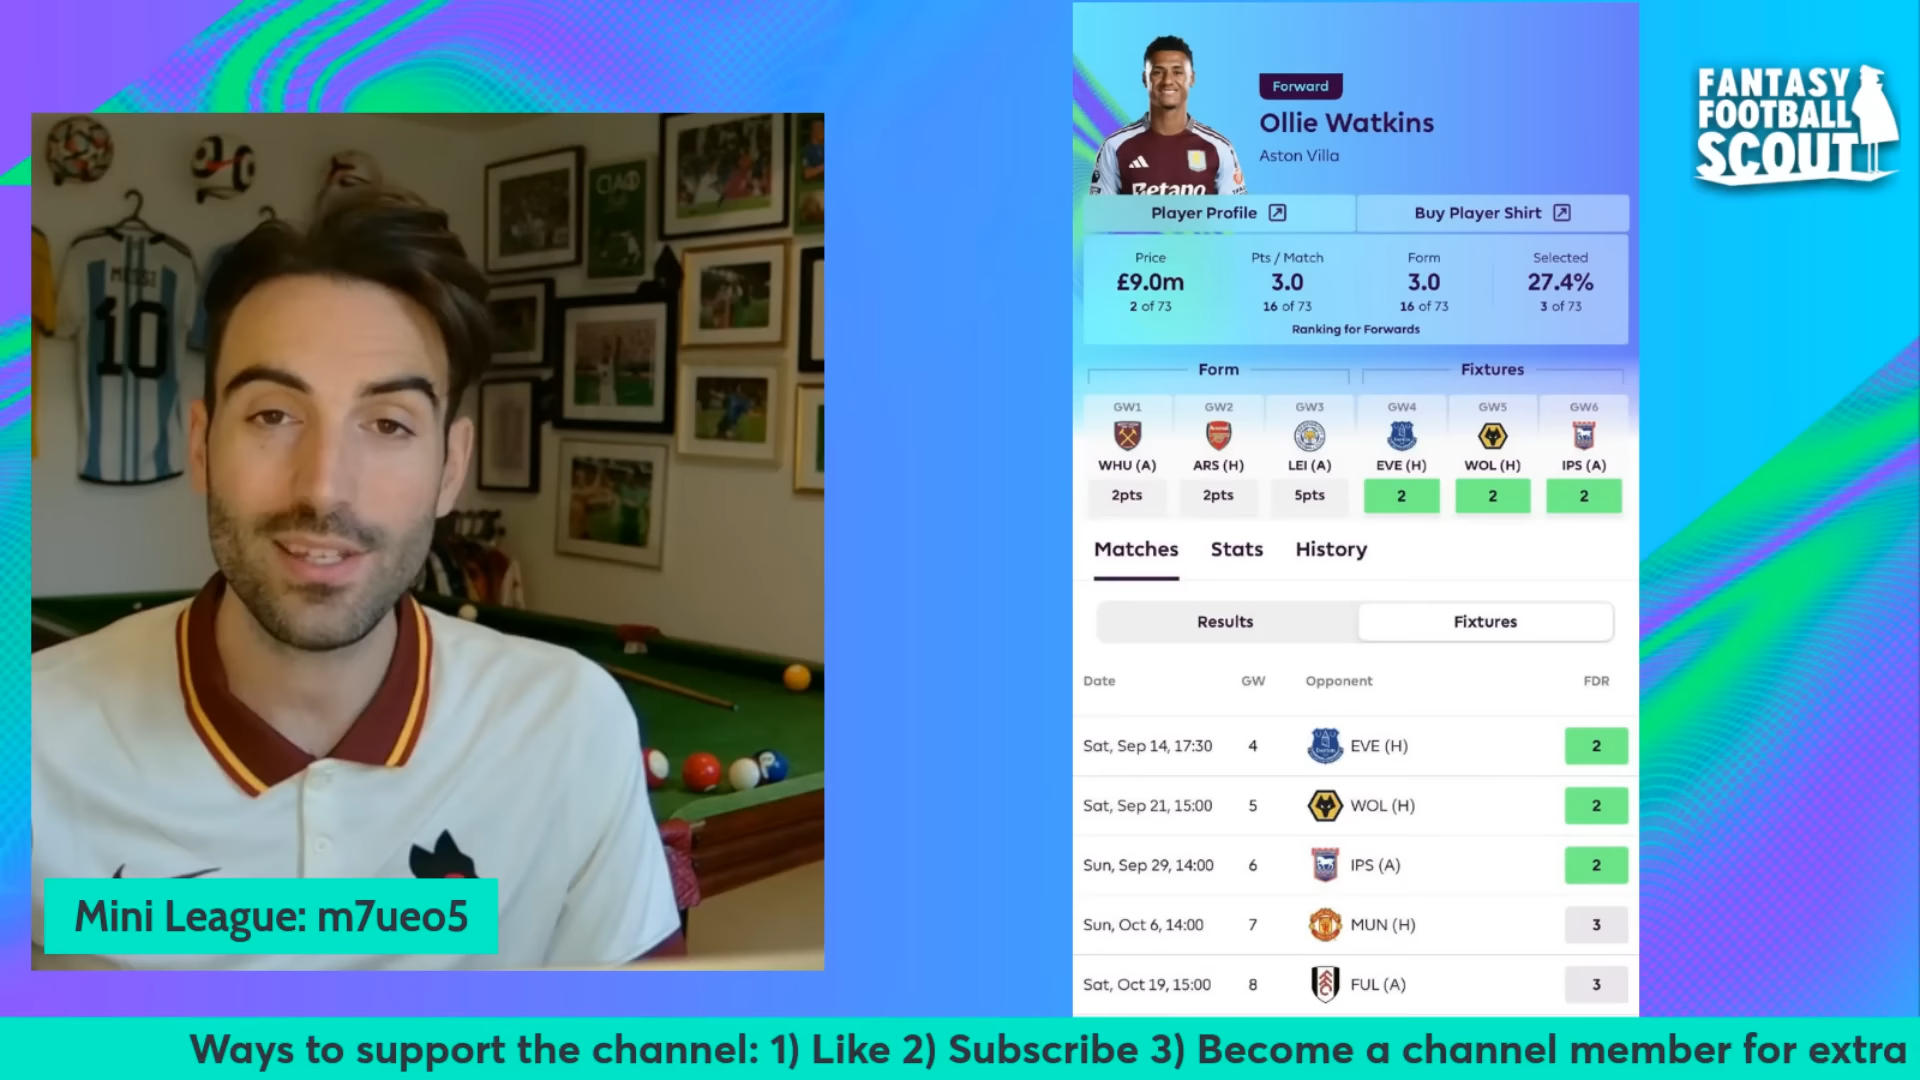 CIAO
MESSI
10
Mini League: m7ueo5
Forward
Ollie Watkins
Aston Villa
Betano
Player Profile
Buy Player Shirt
Price
Pts / Match
Form
Selected
£9.0m
3.0
3.0
27.4%
2 of 73
16 of 73
16 of 73
3 of 73
Ranking for Forwards
Form
Fixtures
GW1
GW2
GW3
GW4
GW5
GW6
WHU (A)
ARS (H)
LEI (A)
EVE (H)
WOL (H)
IPS (A)
2pts
2pts
5pts
2
2
2
Matches
Stats
History
Results
Fixtures
Date
GW
Opponent
FDR
Sat, Sep 14, 17:30
4
EVE (H)
2
Sat, Sep 21, 15:00
5
WOL (H)
2
Sun, Sep 29, 14:00
6
IPS (A)
2
Sun, Oct 6, 14:00
7
MUN (H)
3
Sat, Oct 19, 15:00
8
FUL (A)
3
FANTASY
FOOTBALL
SCOUT
Ways to support the channel: 1) Like 2) Subscribe 3) Become a channel member for extra